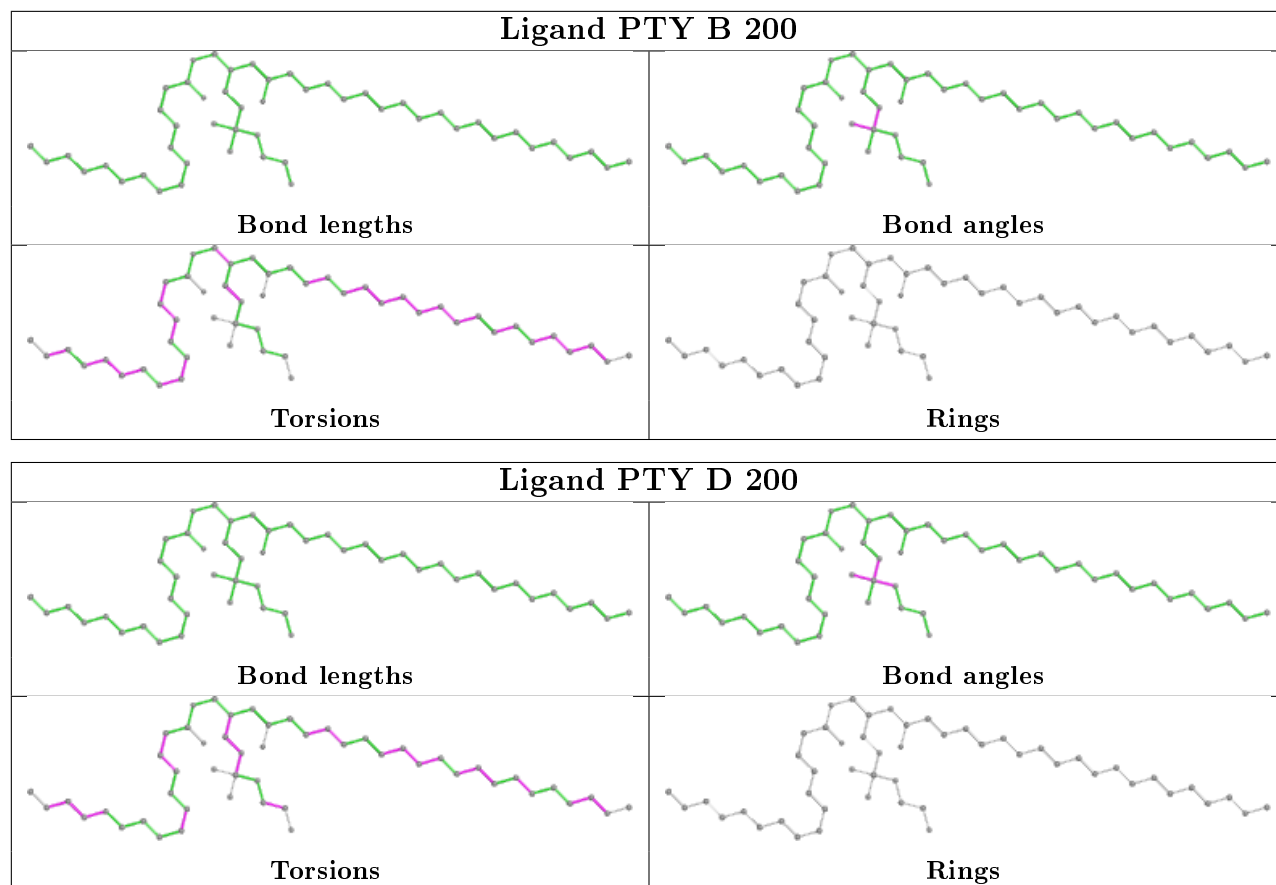 Ligand PTY B 200
Bond lengths
Bond angles
Torsions
Rings
Ligand PTY D 200
Bond lengths
Bond angles
Torsions
Rings